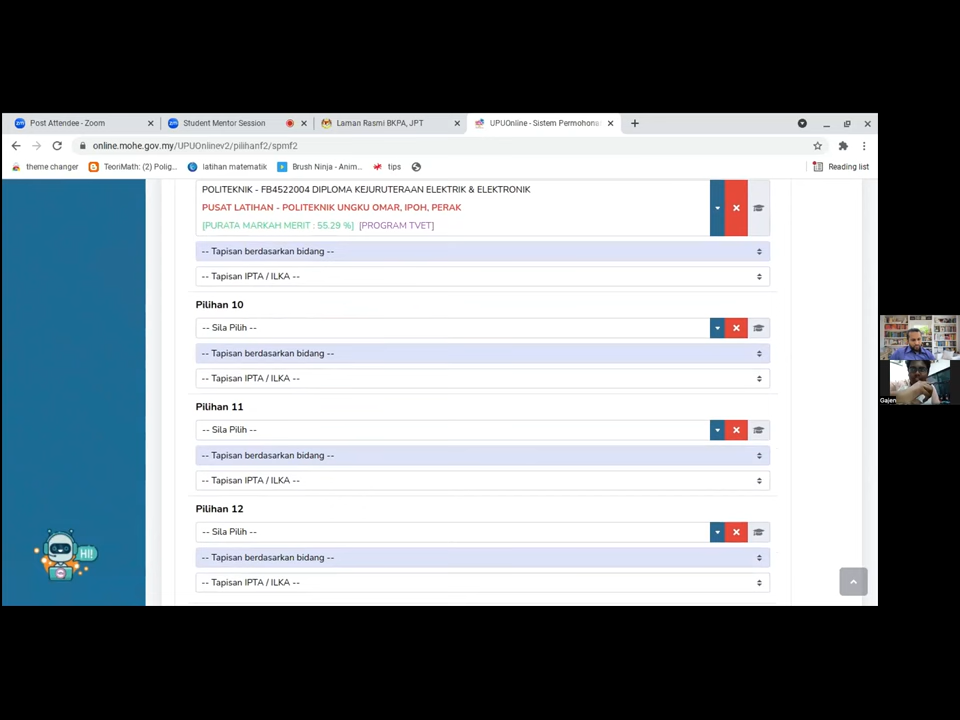 Post Attendee - Zoom
Student Mentor Session
Laman Rasmi BKPA, JPT
UPUOnline - Sistem Permohona
online.mohe.gov.my/UPUOnlinev2/pilihanf2/spmf2
theme changer
TeoriMath: (2) Polig...
latihan matematik
Brush Ninja - Anim...
tips
Reading list
POLITEKNIK - FB4522004 DIPLOMA KEJURUTERAAN ELEKTRIK & ELEKTRONIK
PUSAT LATIHAN - POLITEKNIK UNGKU OMAR, IPOH, PERAK
[PURATA MARKAH MERIT : 55.29 %] [PROGRAM TVET]
-- Tapisan berdasarkan bidang --
-- Tapisan IPTA / ILKA --
Pilihan 10
-- Sila Pilih --
-- Tapisan berdasarkan bidang --
-- Tapisan IPTA / ILKA --
Pilihan 11
-- Sila Pilih --
-- Tapisan berdasarkan bidang --
-- Tapisan IPTA / ILKA --
Pilihan 12
-- Sila Pilih --
-- Tapisan berdasarkan bidang --
-- Tapisan IPTA / ILKA --
HI!
Gajen